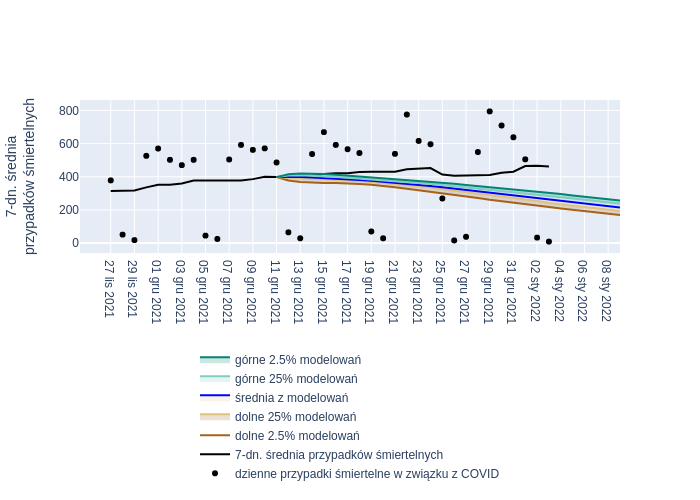 7-dn. średnia
przypadków śmiertelnych
800
600
400
200
0
27 lis 2021
29 lis 2021
01 gru 2021
03 gru 2021
05 gru 2021
07 gru 2021
09 gru 2021
11 gru 2021
13 gru 2021
15 gru 2021
17 gru 2021
19 gru 2021
21 gru 2021
23 gru 2021
25 gru 2021
27 gru 2021
29 gru 2021
31 gru 2021
02 sty 2022
04 sty 2022
06 sty 2022
08 sty 2022
górne 2.5% modelowań
górne 25% modelowań
średnia z modelowań
dolne 25% modelowań
dolne 2.5% modelowań
7-dn. średnia przypadków śmiertelnych
dzienne przypadki śmiertelne w związku z COVID